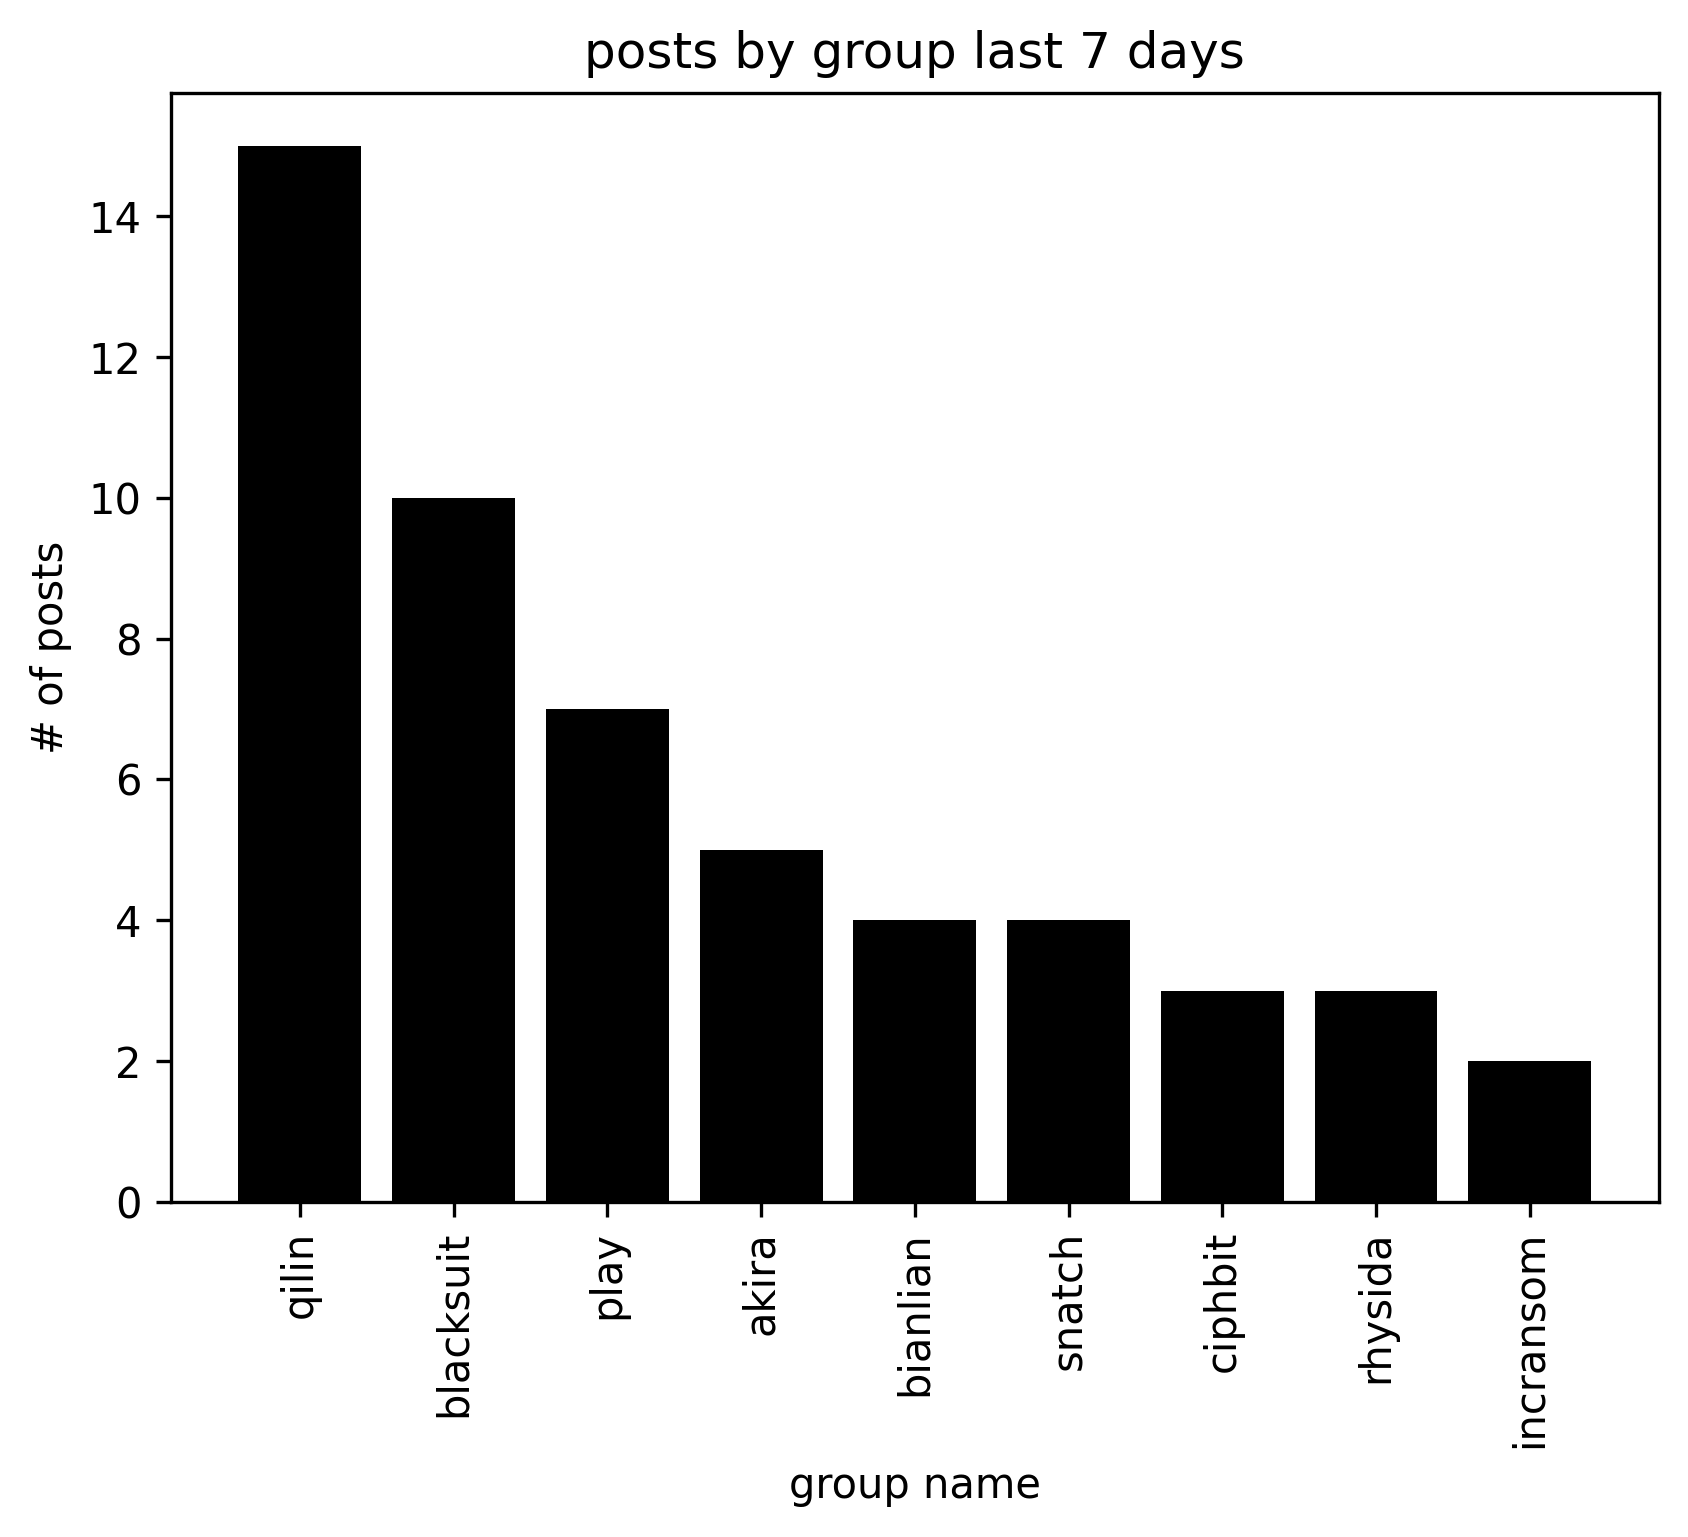 posts by group last 7 days
# of posts
14
12
10
8
6
4
2
0
qilin
blacksuit
play
akira
bianlian
snatch
ciphbit
rhysida
incransom
group name